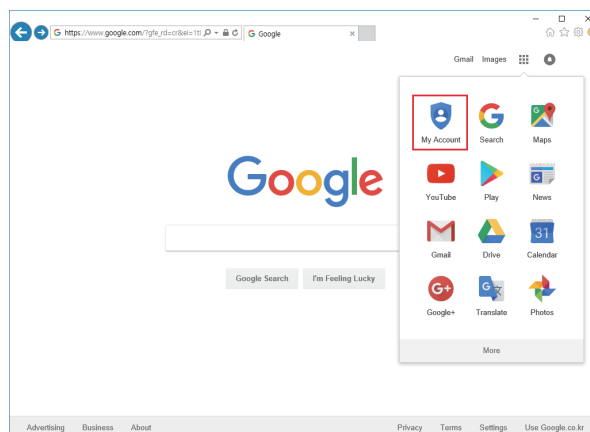 https://www.google.com/?gfe_rd=cr&ei=1tl
Google
Gmail Images
My Account Search Maps
YouTube Play News
Google
31
Gmail Drive Calendar
Google Search I'm Feeling Lucky
G+
Google+ Translate Photos
More
Advertising Business About Privacy Terms Settings Use Google.co.kr